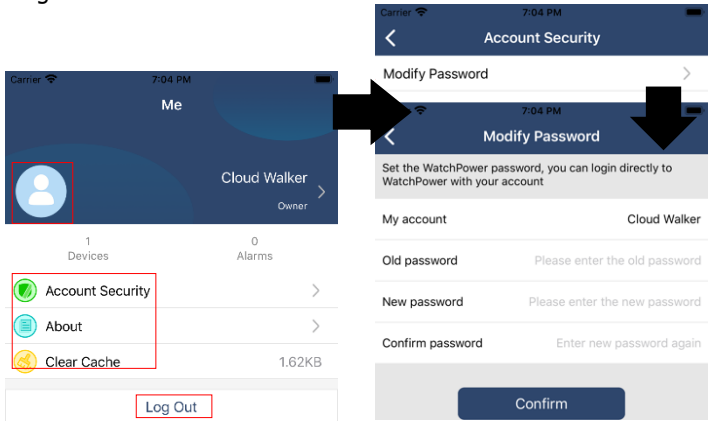 Carrier 7:04 PM
Me
Cloud Walker
Owner
1 0
Devices Alarms
Account Security
About
Clear Cache 1.62KB
Log Out
Carrier 7:04 PM
Account Security
Modify Password
7:04 PM
Modify Password
Set the WatchPower password, you can login directly to
WatchPower with your account
My account Cloud Walker
Old password Please enter the old password
New password Please enter the new password
Confirm password Enter new password again
Confirm